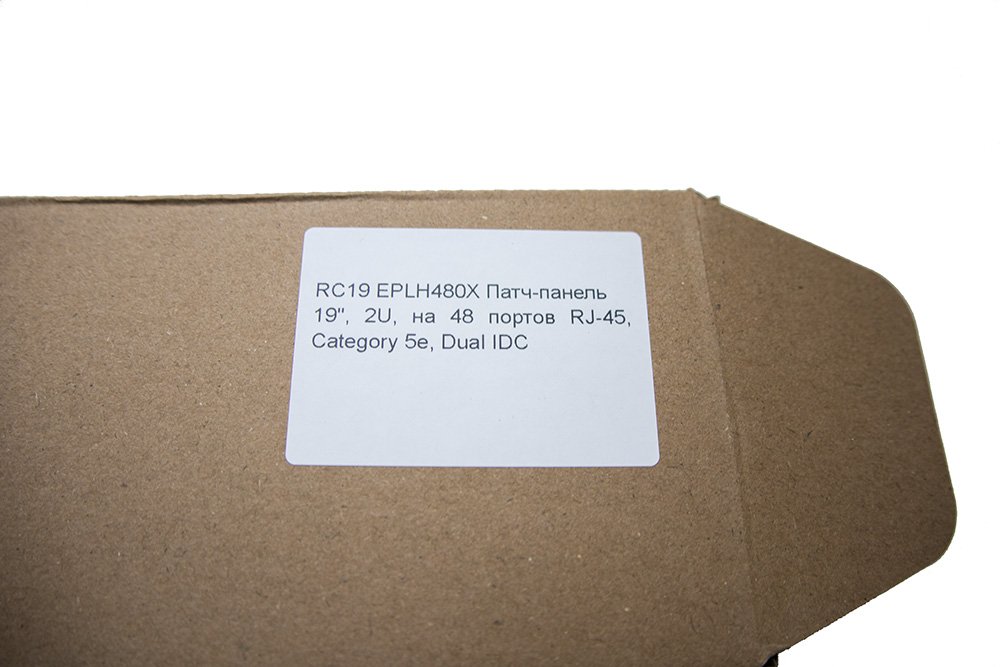 RC19 EPLH480X Патч-панель
19", 2U, на 48 портов RJ-45,
Category 5e, Dual IDC